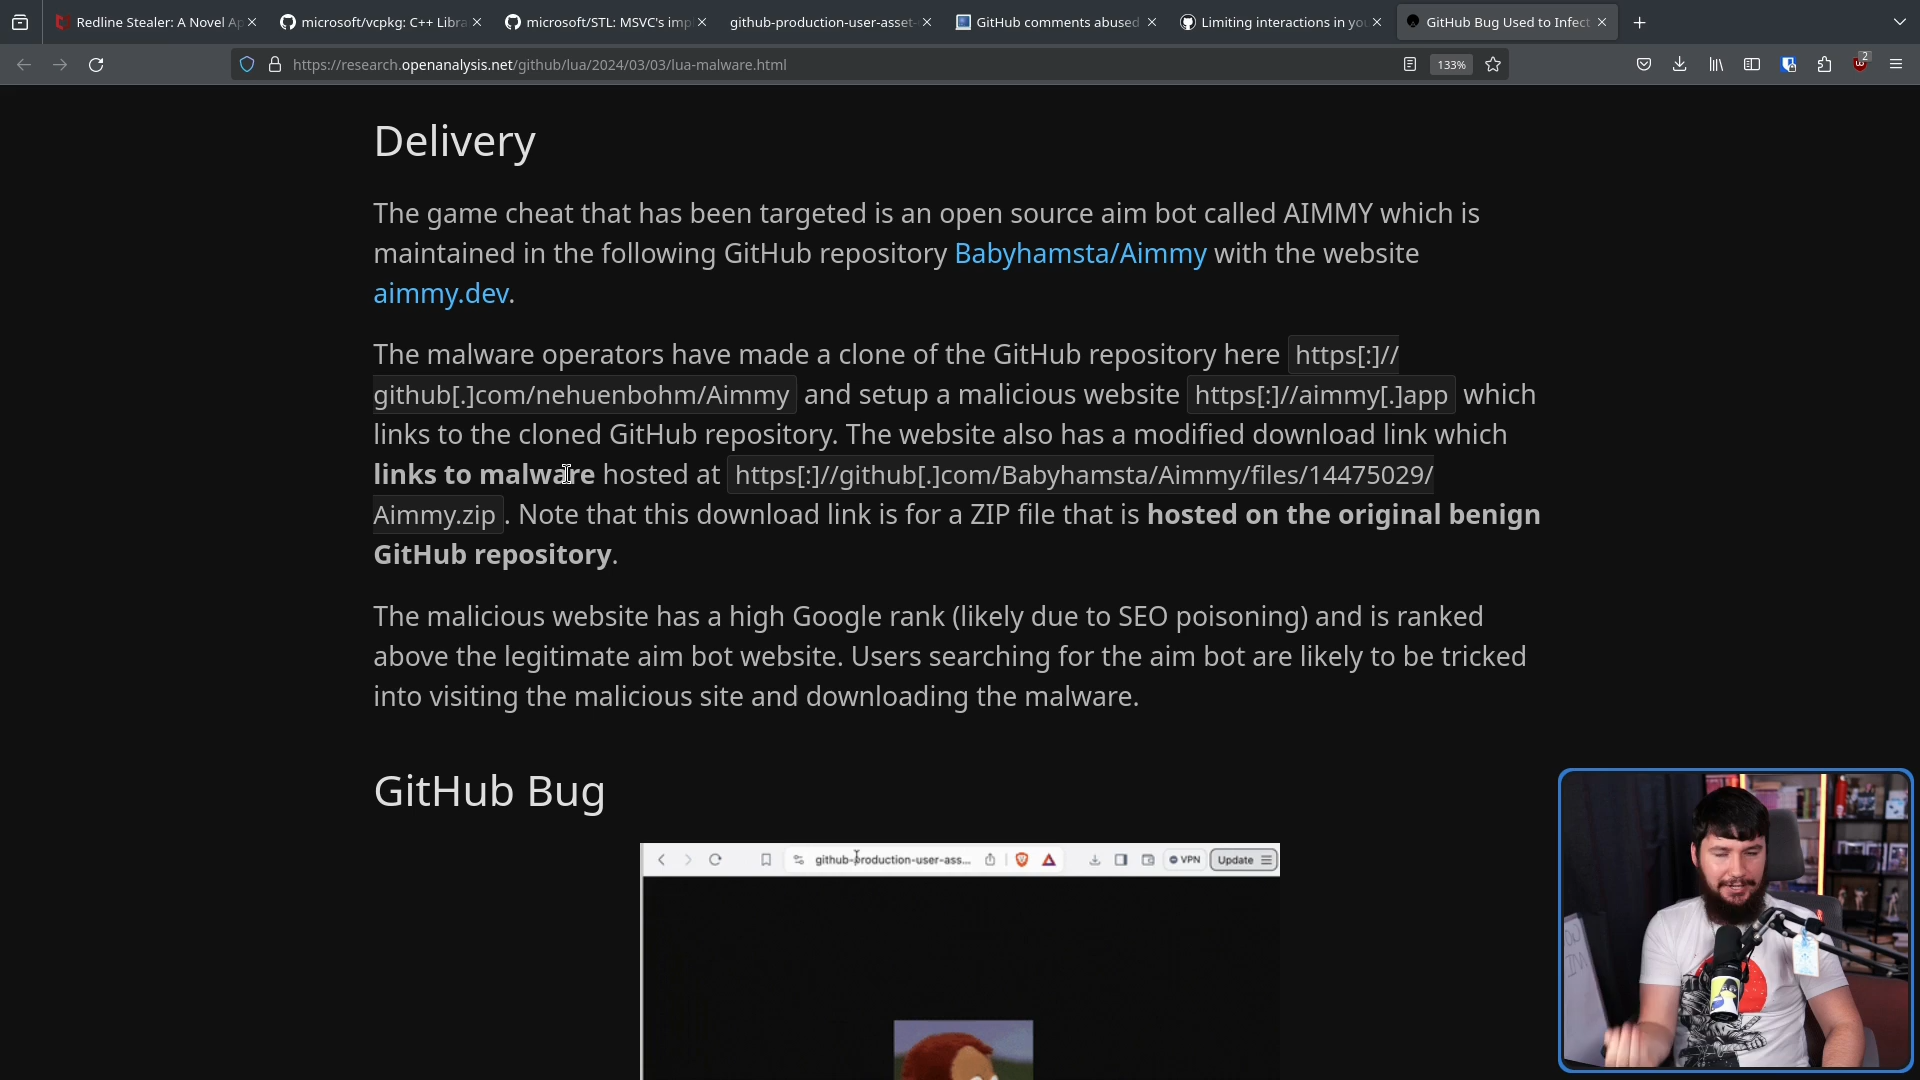 Redline Stealer: A Novel Ap
microsoft/vcpkg: C++ Libra
microsoft/STL: MSVC's imp
github-production-user-asset-
GitHub comments abused
Limiting interactions in yo
GitHub Bug Used to Infect
https://research.openanalysis.net/github/lua/2024/03/03/lua-malware.html
133%
2
Delivery
The game cheat that has been targeted is an open source aim bot called AIMMY which is
maintained in the following GitHub repository Babyhamsta/Aimmy with the website
aimmy.dev.
The malware operators have made a clone of the GitHub repository here https[:]//
github[.]com/nehuenbohm/Aimmy and setup a malicious website https[:]//aimmy[.]app which
links to the cloned GitHub repository. The website also has a modified download link which
links to malware hosted at https[:]//github[.]com/Babyhamsta/Aimmy/files/14475029/
Aimmy.zip . Note that this download link is for a ZIP file that is hosted on the original benign
GitHub repository.
The malicious website has a high Google rank (likely due to SEO poisoning) and is ranked
above the legitimate aim bot website. Users searching for the aim bot are likely to be tricked
into visiting the malicious site and downloading the malware.
GitHub Bug
github-production-user-ass...
VPN
Update